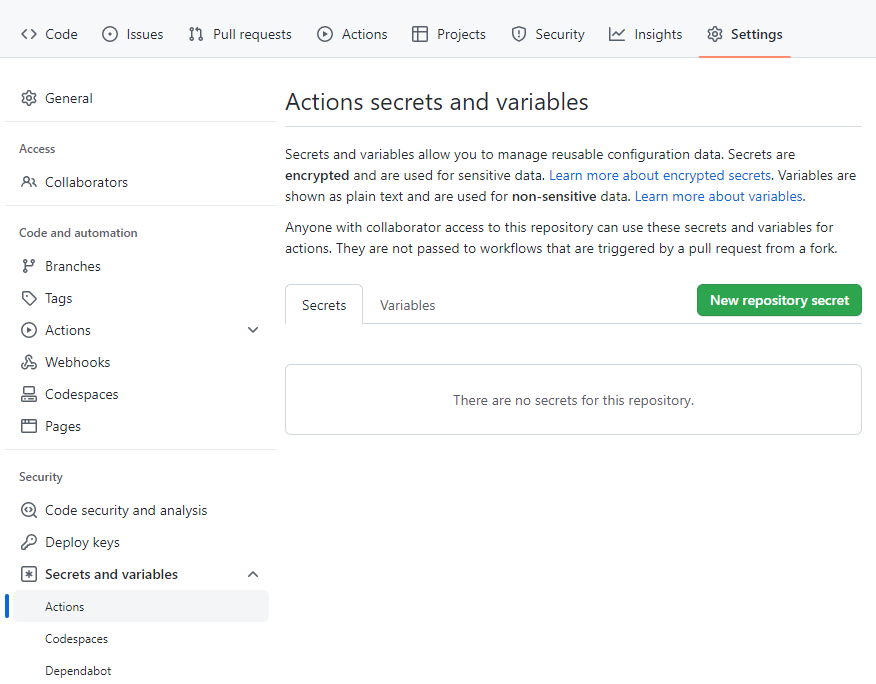 Code Issues Pull requests Actions Projects Security Insights Settings
General
Access
Collaborators
Code and automation
Branches
Tags
Actions
Webhooks
Codespaces
Pages
Security
Code security and analysis
Deploy keys
Secrets and variables
Actions
Codespaces
Dependabot
Actions secrets and variables
Secrets and variables allow you to manage reusable configuration data. Secrets are
encrypted and are used for sensitive data. Learn more about encrypted secrets. Variables are
shown as plain text and are used for non-sensitive data. Learn more about variables.
Anyone with collaborator access to this repository can use these secrets and variables for
actions. They are not passed to workflows that are triggered by a pull request from a fork.
Secrets Variables New repository secret
There are no secrets for this repository.